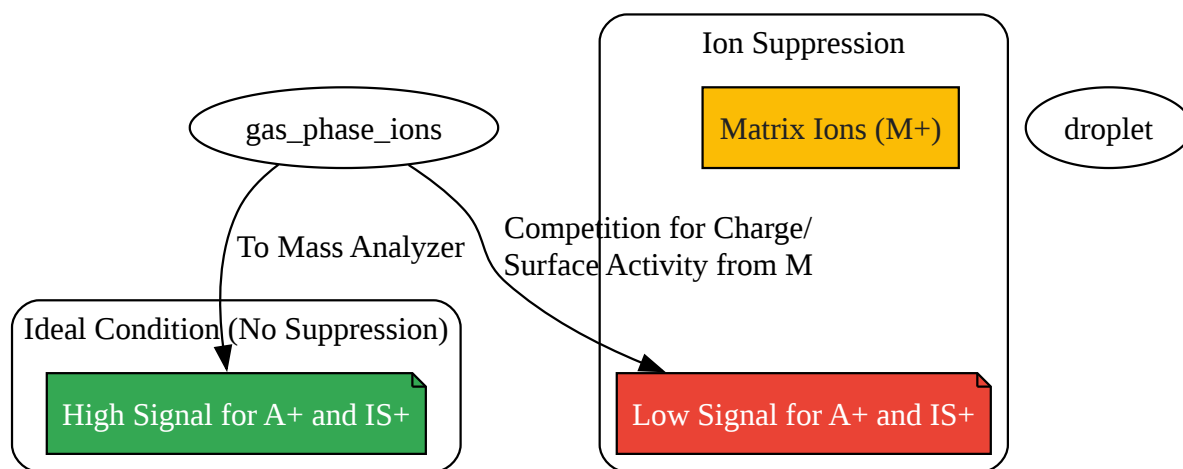 Ion Suppression
gas_phase_ions
Matrix Ions (M+)
droplet
To Mass Analyzer
Competition for Charge/
Surface Activity from M
Ideal Condition (No Suppression)
High Signal for A+ and IS+
Low Signal for A+ and IS+